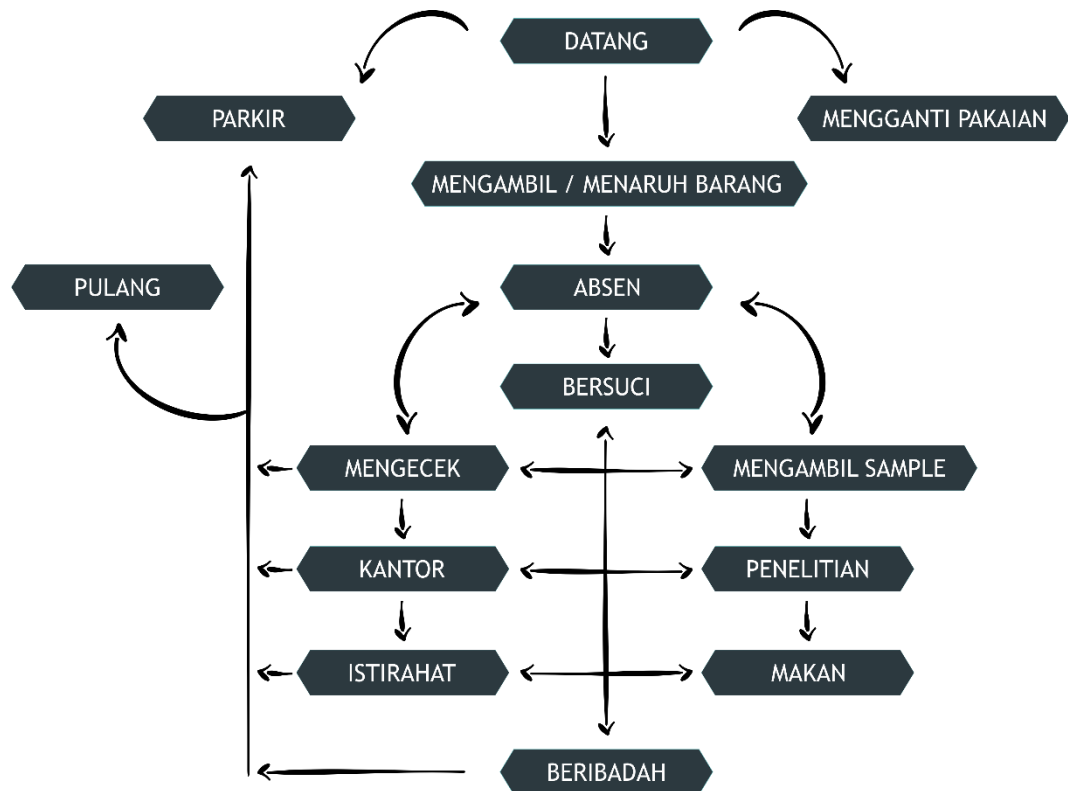 DATANG
PARKIR
MENGGANTI PAKAIAN
MENGAMBIL / MENARUH BARANG
PULANG
ABSEN
BERSUCI
MENGECEK
MENGAMBIL SAMPLE
KANTOR
PENELITIAN
ISTIRAHAT
MAKAN
BERIBADAH